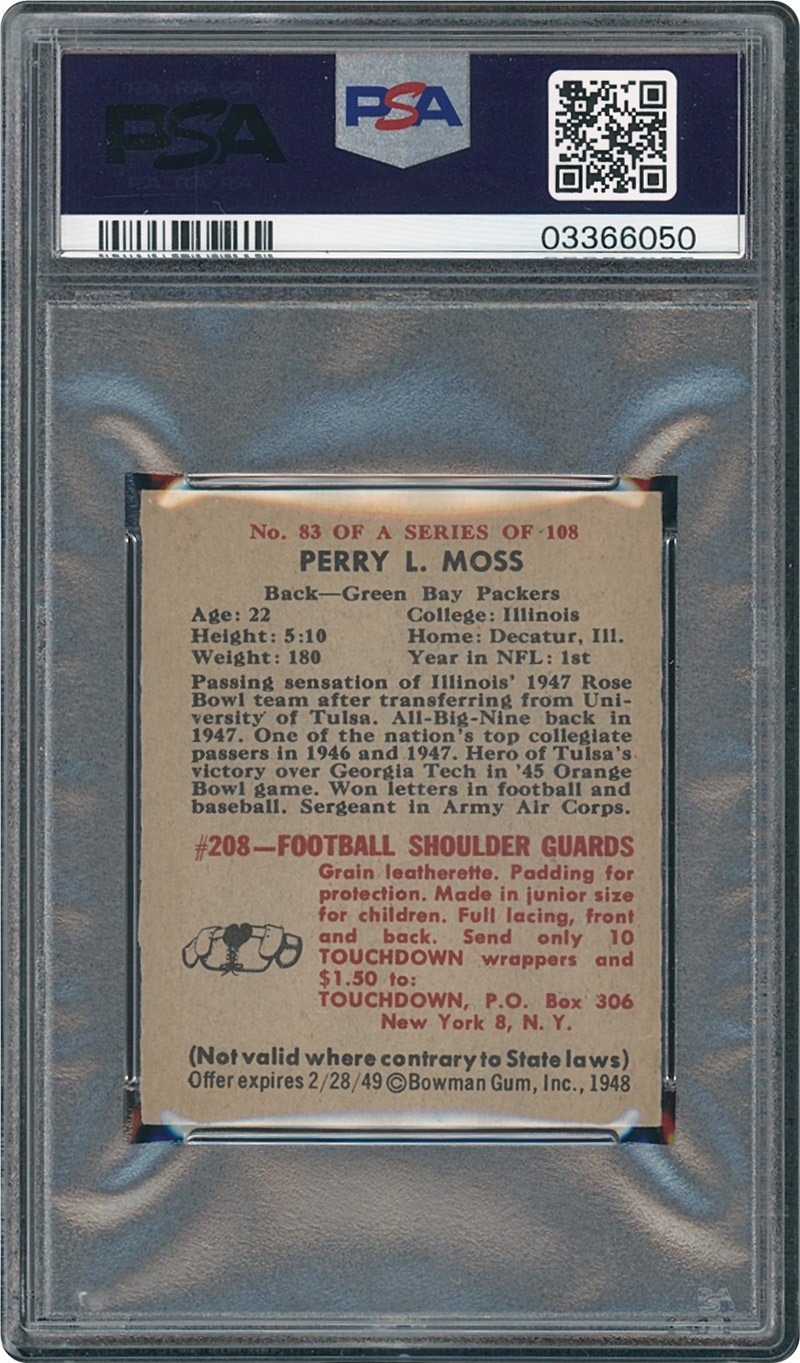 PSA
PSA
03366050
No. 83 OF A SERIES OF 108
PERRY L. MOSS
Back—Green Bay Packers
Age: 22 College: Illinois
Height: 5:10 Home: Decatur, Ill.
Weight: 180 Year in NFL: 1st
Passing sensation of Illinois' 1947 Rose
Bowl team after transferring from Uni-
versity of Tulsa. All-Big-Nine back in
1947. One of the nation's top collegiate
passers in 1946 and 1947. Hero of Tulsa's
victory over Georgia Tech in '45 Orange
Bowl game. Won letters in football and
baseball. Sergeant in Army Air Corps.
#208—FOOTBALL SHOULDER GUARDS
Grain leatherette. Padding for
protection. Made in junior size
for children. Full lacing, front
and back. Send only 10
TOUCHDOWN wrappers and
$1.50 to:
TOUCHDOWN, P.O. Box 306
New York 8, N. Y.
(Not valid where contrary to State laws)
Offer expires 2/28/49 ©Bowman Gum, Inc., 1948
PSA